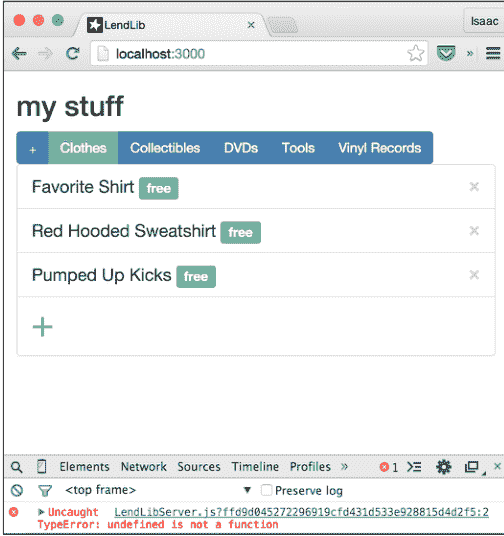 LendLib × Isaac
localhost:3000 »
my stuff
+ Clothes Collectibles DVDs Tools Vinyl Records
Favorite Shirt free ×
Red Hooded Sweatshirt free ×
Pumped Up Kicks free ×
+
Elements Network Sources Timeline Profiles » 1 ×
<top frame> ▼ Preserve log
▶ Uncaught LendLibServer.js?ffd9d045272296919cfd431d533e928815d4d2f5:2
TypeError: undefined is not a function